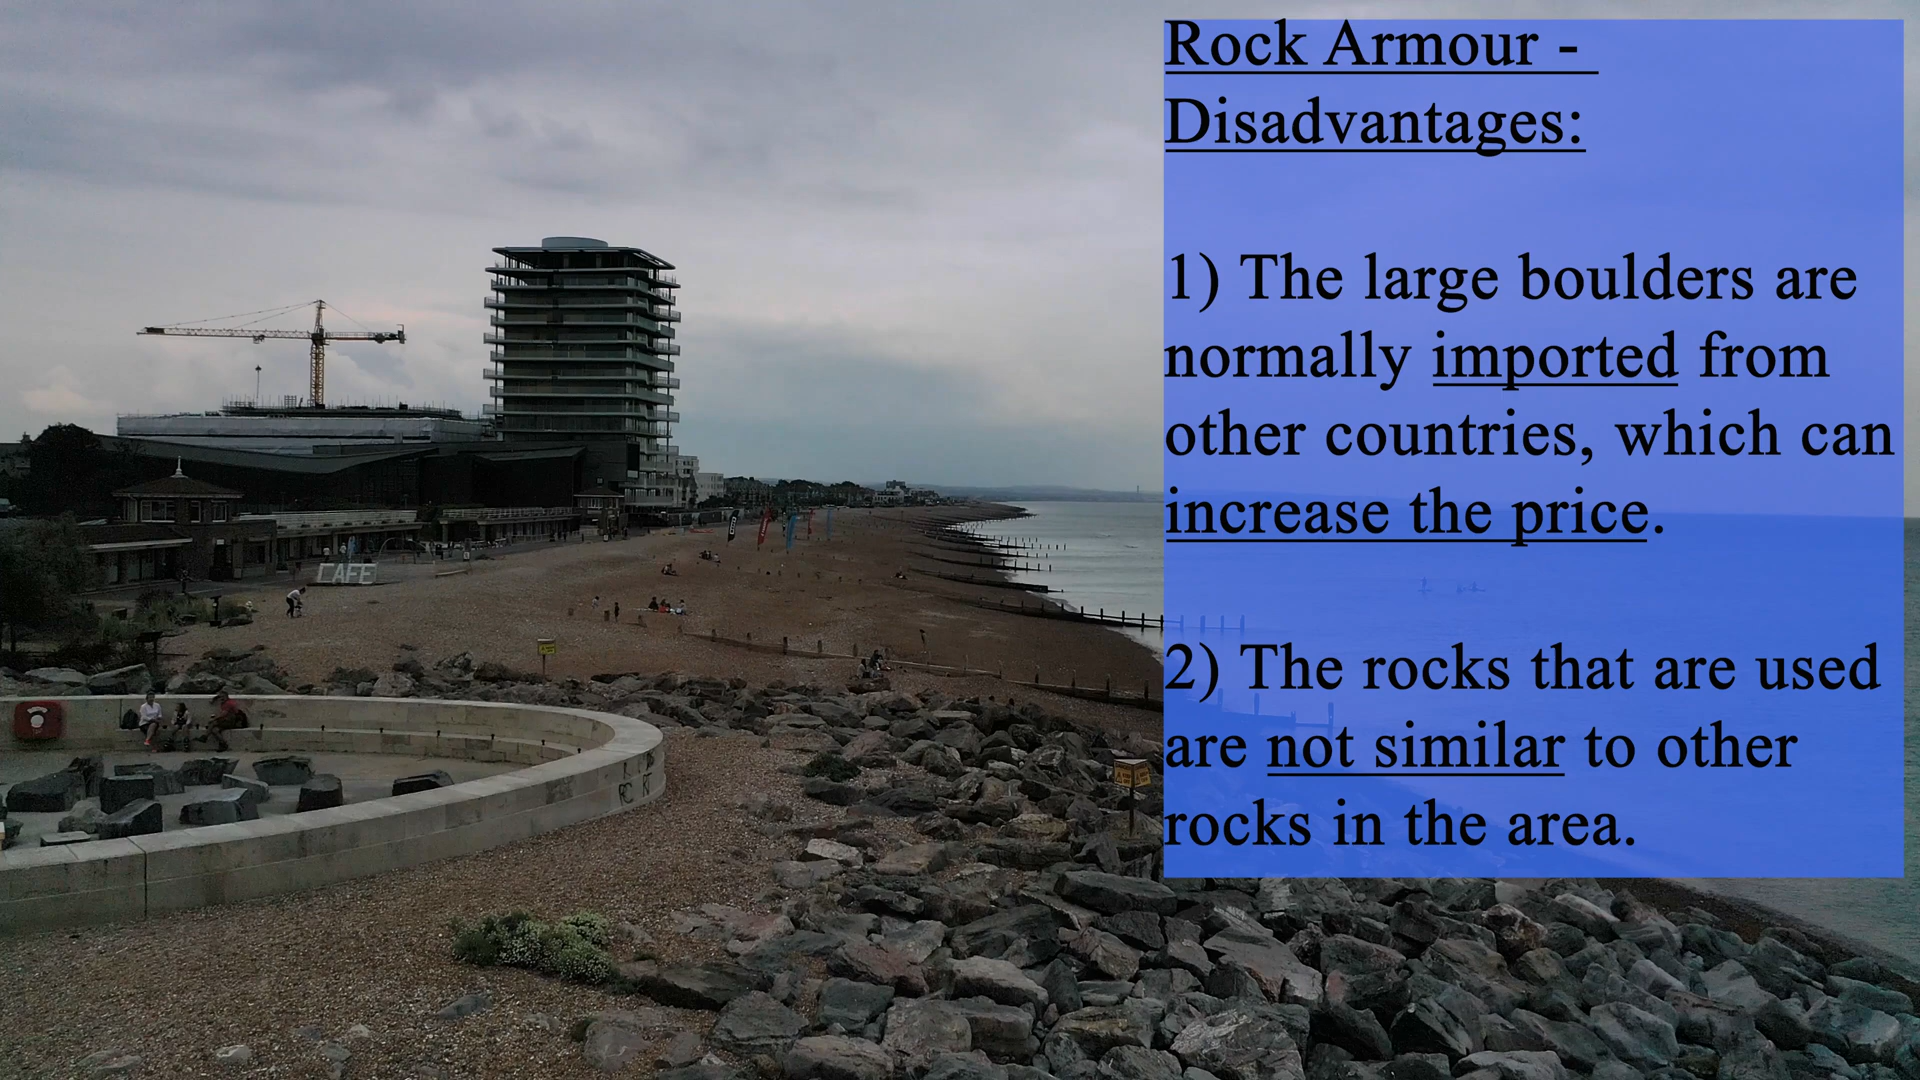 Rock Armour -
Disadvantages:
1) The large boulders are
normally imported from
other countries, which can
increase the price.
2) The rocks that are used
are not similar to other
rocks in the area.
CAFE